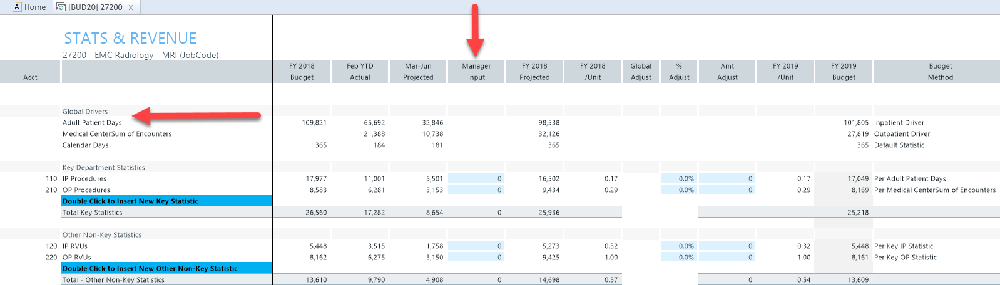 A Home [BUD20] 27200 x
STATS & REVENUE
27200 - EMC Radiology - MRI (JobCode)
FY 2018 Feb YTD Mar-Jun Manager FY 2018 FY 2018 Global % Amt FY 2019 FY 2019 Budget
Acct Budget Actual Projected Input Projected /Unit Adjust Adjust Adjust /Unit Budget Method
Global Drivers
Adult Patient Days 109,821 65,692 32,846 98,538 101,805 Inpatient Driver
Medical CenterSum of Encounters 21,388 10,738 32,126 27,819 Outpatient Driver
Calendar Days 365 184 181 365 365 Default Statistic
Key Department Statistics
110 IP Procedures 17,977 11,001 5,501 0 16,502 0.17 0.0% 0 0.17 17,049 Per Adult Patient Days
210 OP Procedures 8,583 6,281 3,153 0 9,434 0.29 0.0% 0 0.29 8,169 Per Medical CenterSum of Encounters
Double Click to Insert New Key Statistic
Total Key Statistics 26,560 17,282 8,654 0 25,936 0 25,218
Other Non-Key Statistics
120 IP RVUs 5,448 3,515 1,758 0 5,273 0.32 0.0% 0 0.32 5,448 Per Key IP Statistic
220 OP RVUs 8,162 6,275 3,150 0 9,425 1.00 0.0% 0 1.00 8,161 Per Key OP Statistic
Double Click to Insert New Other Non-Key Statistic
Total - Other Non-Key Statistics 13,610 9,790 4,908 0 14,698 0.57 0 0.54 13,609